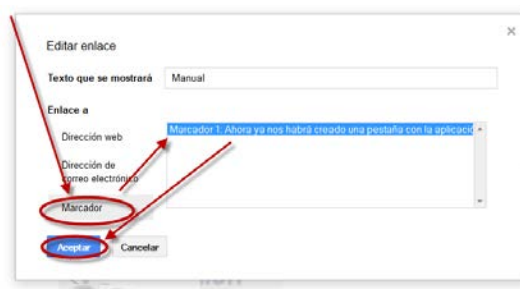 Editar enlace
Texto que se mostrará Manual
Enlace a
Dirección web
Marcador 1: Ahora ya nos habrá creado una pestaña con la aplicació
Dirección de
correo electrónico
Marcador
Aceptar Cancelar